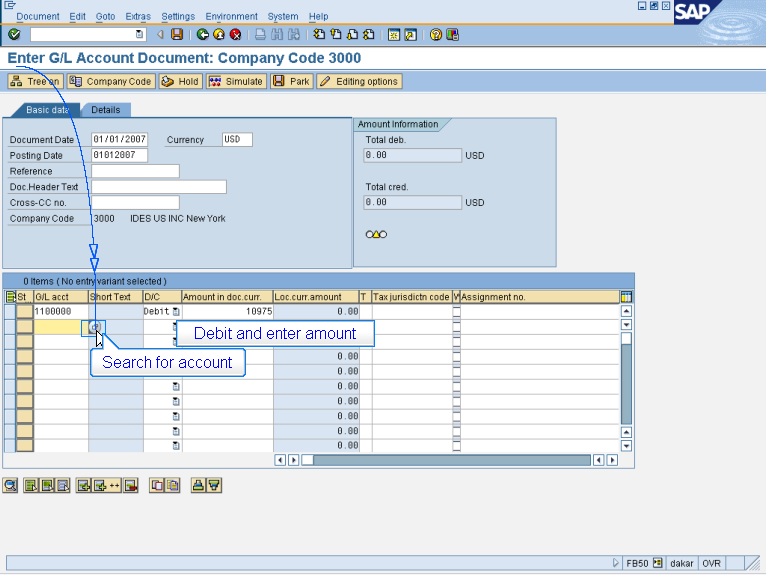 Document Edit Goto Extras Settings Environment System Help
SAP
Enter G/L Account Document: Company Code 3000
Tree on Company Code Hold Simulate Park Editing options
Basic data Details
Amount Information
Document Date 01/01/2007 Currency USD
Total deb.
Posting Date 01012007
0.00 USD
Reference
Doc.Header Text
Total cred.
Cross-CC no.
0.00 USD
Company Code 3000 IDES US INC New York
0 Items ( No entry variant selected )
St G/L acct Short Text D/C Amount in doc.curr. Loc.curr.amount T Tax jurisdictn code V Assignment no.
1100000 Debit 10975 0.00
Debit and enter amount
Search for account
0.00
0.00
0.00
0.00
0.00
0.00
0.00
FB50 dakar OVR